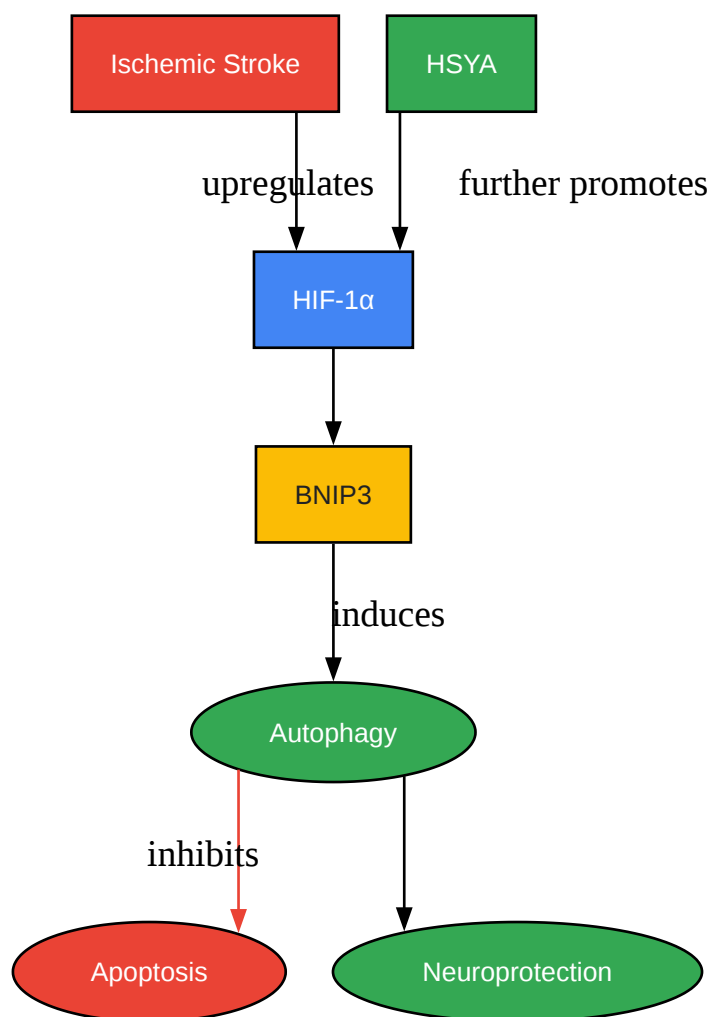 Ischemic Stroke
HSYA
upregulates
further promotes
HIF-1α
BNIP3
induces
Autophagy
inhibits
Apoptosis
Neuroprotection